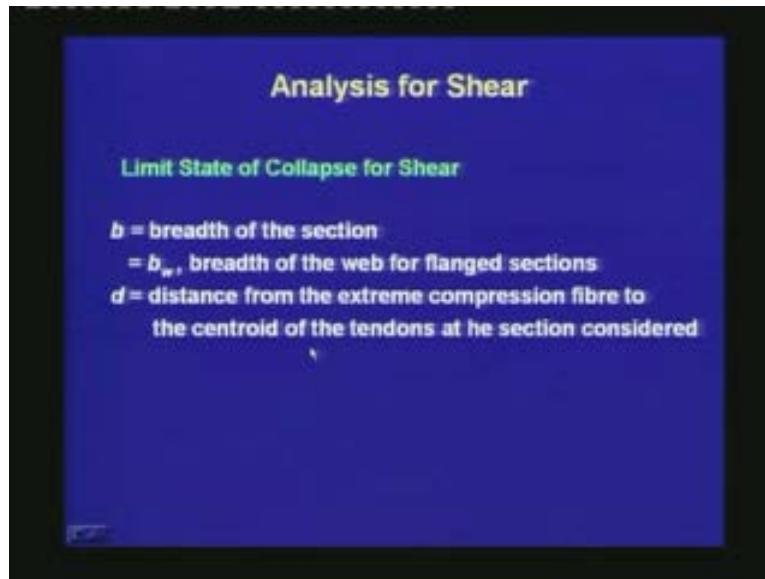 Analysis for Shear
Limit State of Collapse for Shear
b = breadth of the section
= bw, breadth of the web for flanged sections
d = distance from the extreme compression fibre to
the centroid of the tendons at he section considered